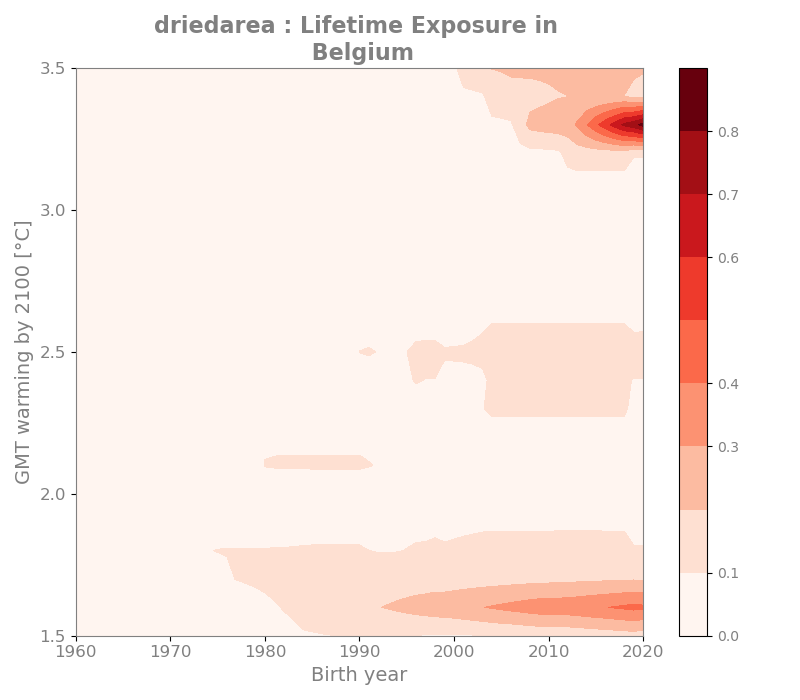 driedarea : Lifetime Exposure in
Belgium
3.5
3.0
2.5
2.0
1.5
GMT warming by 2100 [°C]
1960 1970 1980 1990 2000 2010 2020
Birth year
0.8
0.7
0.6
0.4
0.3
0.1
0.0